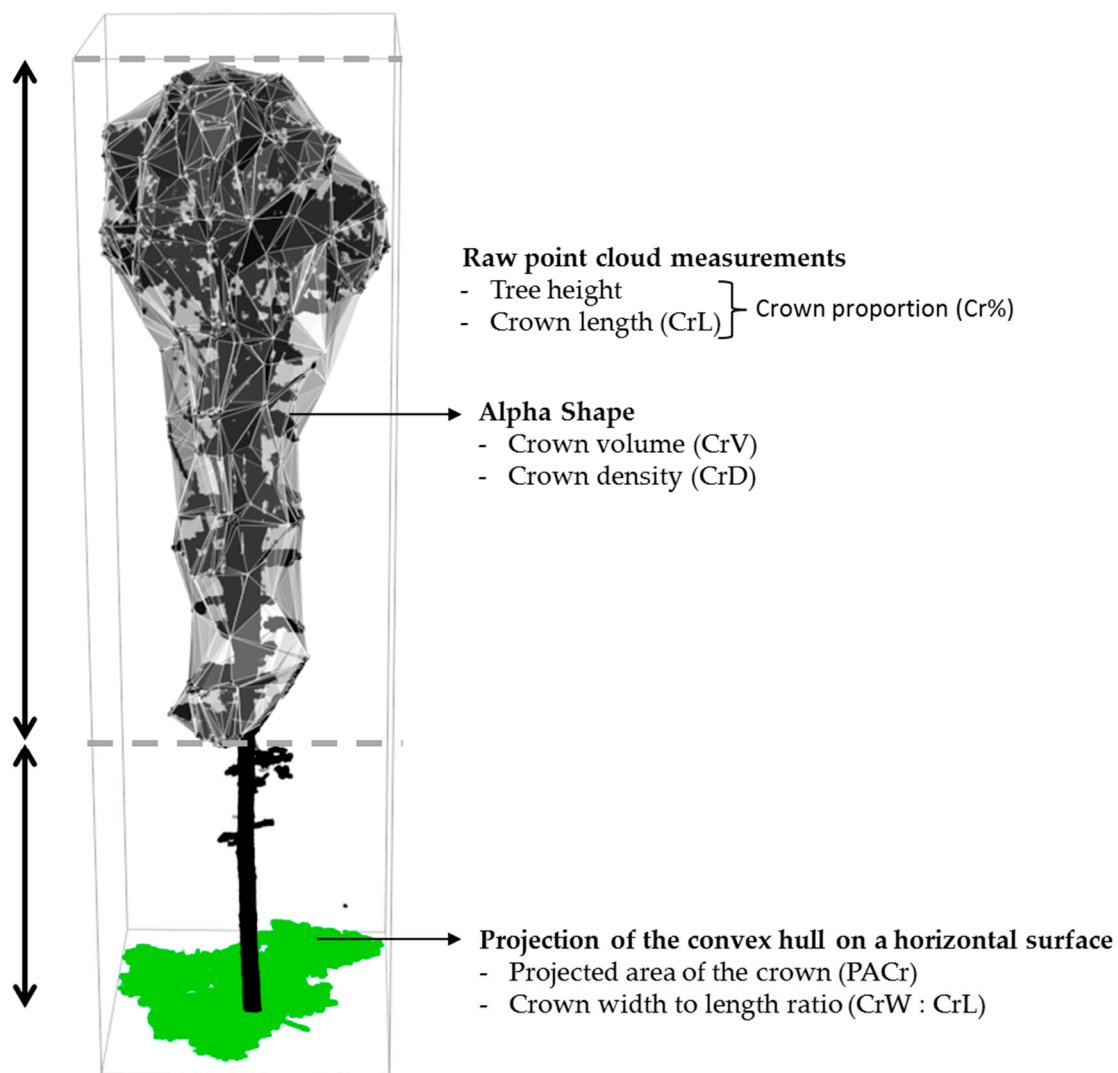 Raw point cloud measurements
- Tree height
- Crown length (CrL)
Crown proportion (Cr%)
Alpha Shape
- Crown volume (CrV)
- Crown density (CrD)
Projection of the convex hull on a horizontal surface
- Projected area of the crown (PACr)
- Crown width to length ratio (CrW : CrL)